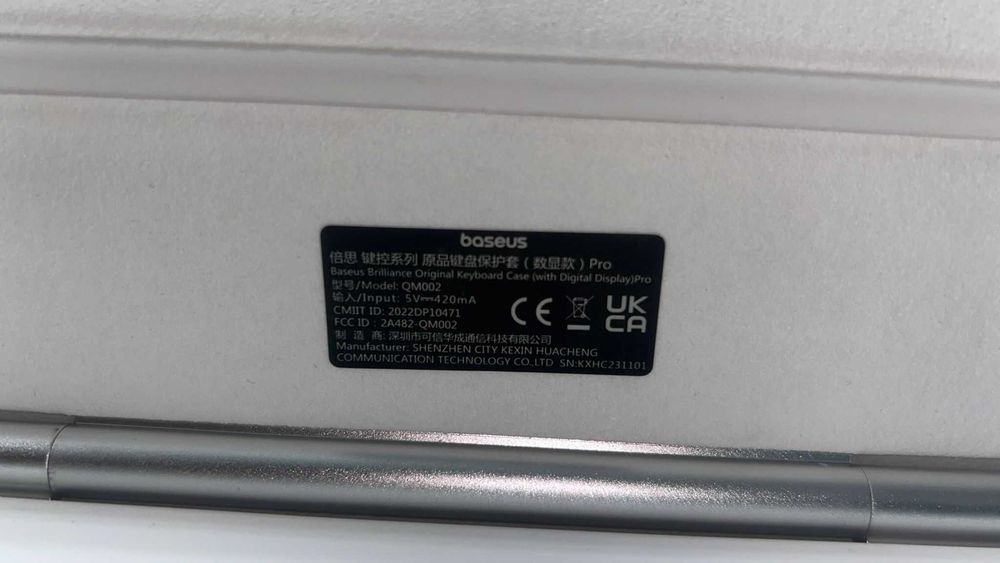 baseus
倍思 键控系列 原品键盘保护套（数显款）Pro
Baseus Brilliance Original Keyboard Case (with Digital Display)Pro
型号/Model: QM002
输入/Input: 5V⎓420mA
CMIIT ID: 2022DP10471
FCC ID : 2A482-QM002
制 造 商: 深圳市可信华成通信科技有限公司
Manufacturer: SHENZHEN CITY KEXIN HUACHENG
COMMUNICATION TECHNOLOGY CO.,LTD SN:KXHC231101
CE
UK
CA